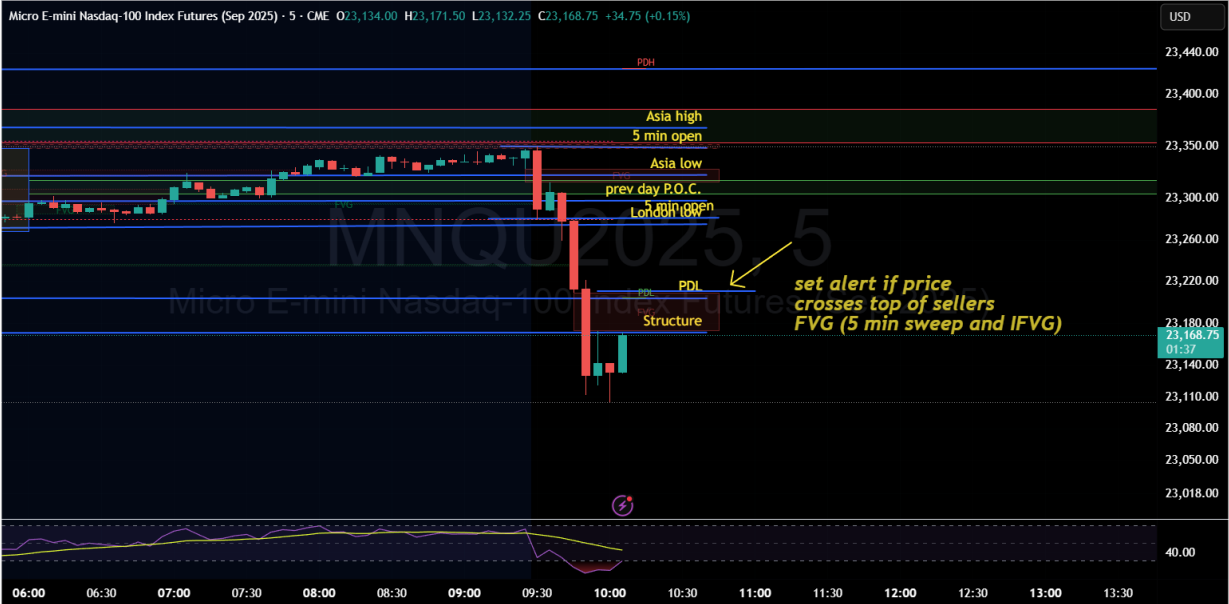 Micro E-mini Nasdaq-100 Index Futures (Sep 2025) · 5 · CME O23,134.00 H23,171.50 L23,132.25 C23,168.75 +34.75 (+0.15%)
USD
23,440.00
PDH
23,400.00
Asia high
5 min open
23,350.00
Asia low
FVG
prev day P.O.C.
23,300.00
FVG
FVG
5 min open
London low
MNQU2025, 5
23,260.00
PDL
23,220.00
PDL
Micro E-mini Nasdaq-100 Index Futures (Sep 2025)
set alert if price
crosses top of sellers
FVG (5 min sweep and IFVG)
Structure
23,180.00
23,168.75
01:37
23,140.00
23,110.00
23,080.00
23,050.00
23,018.00
40.00
06:00 06:30 07:00 07:30 08:00 08:30 09:00 09:30 10:00 10:30 11:00 11:30 12:00 12:30 13:00 13:30